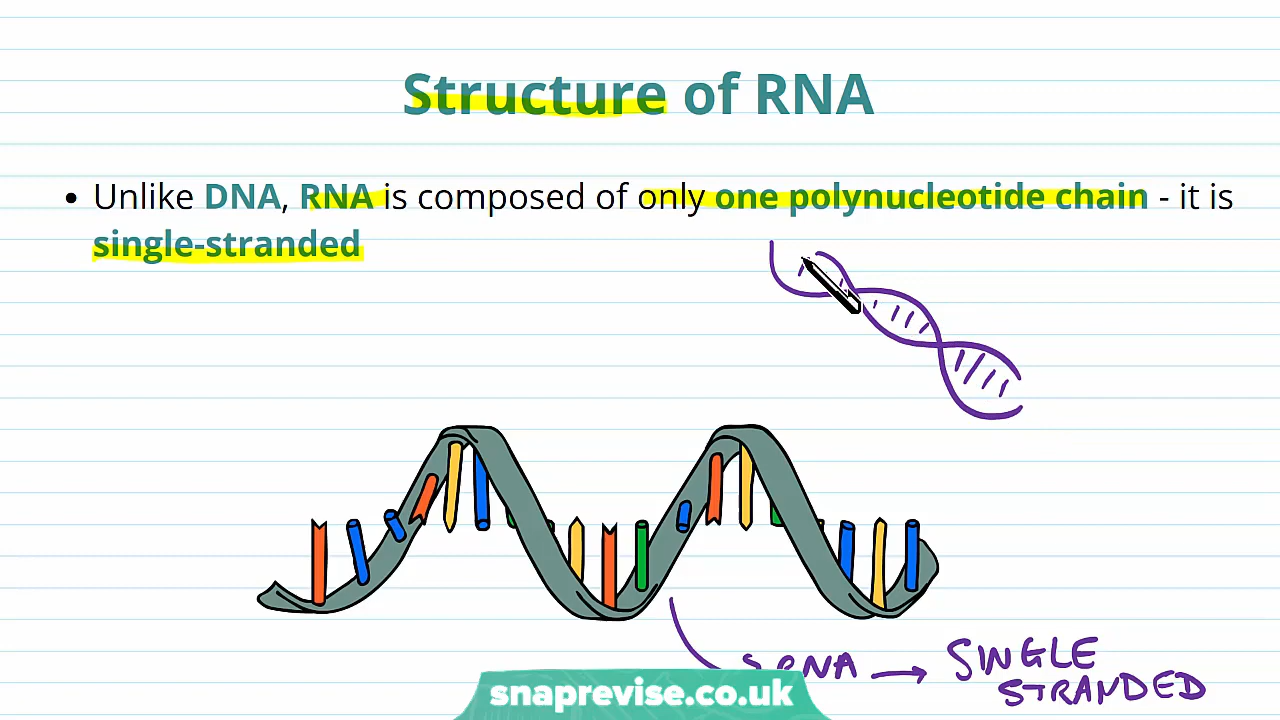 Structure of RNA
• Unlike DNA, RNA is composed of only one polynucleotide chain - it is
single-stranded
RNA → SINGLE
STRANDED
snaprevise.co.uk